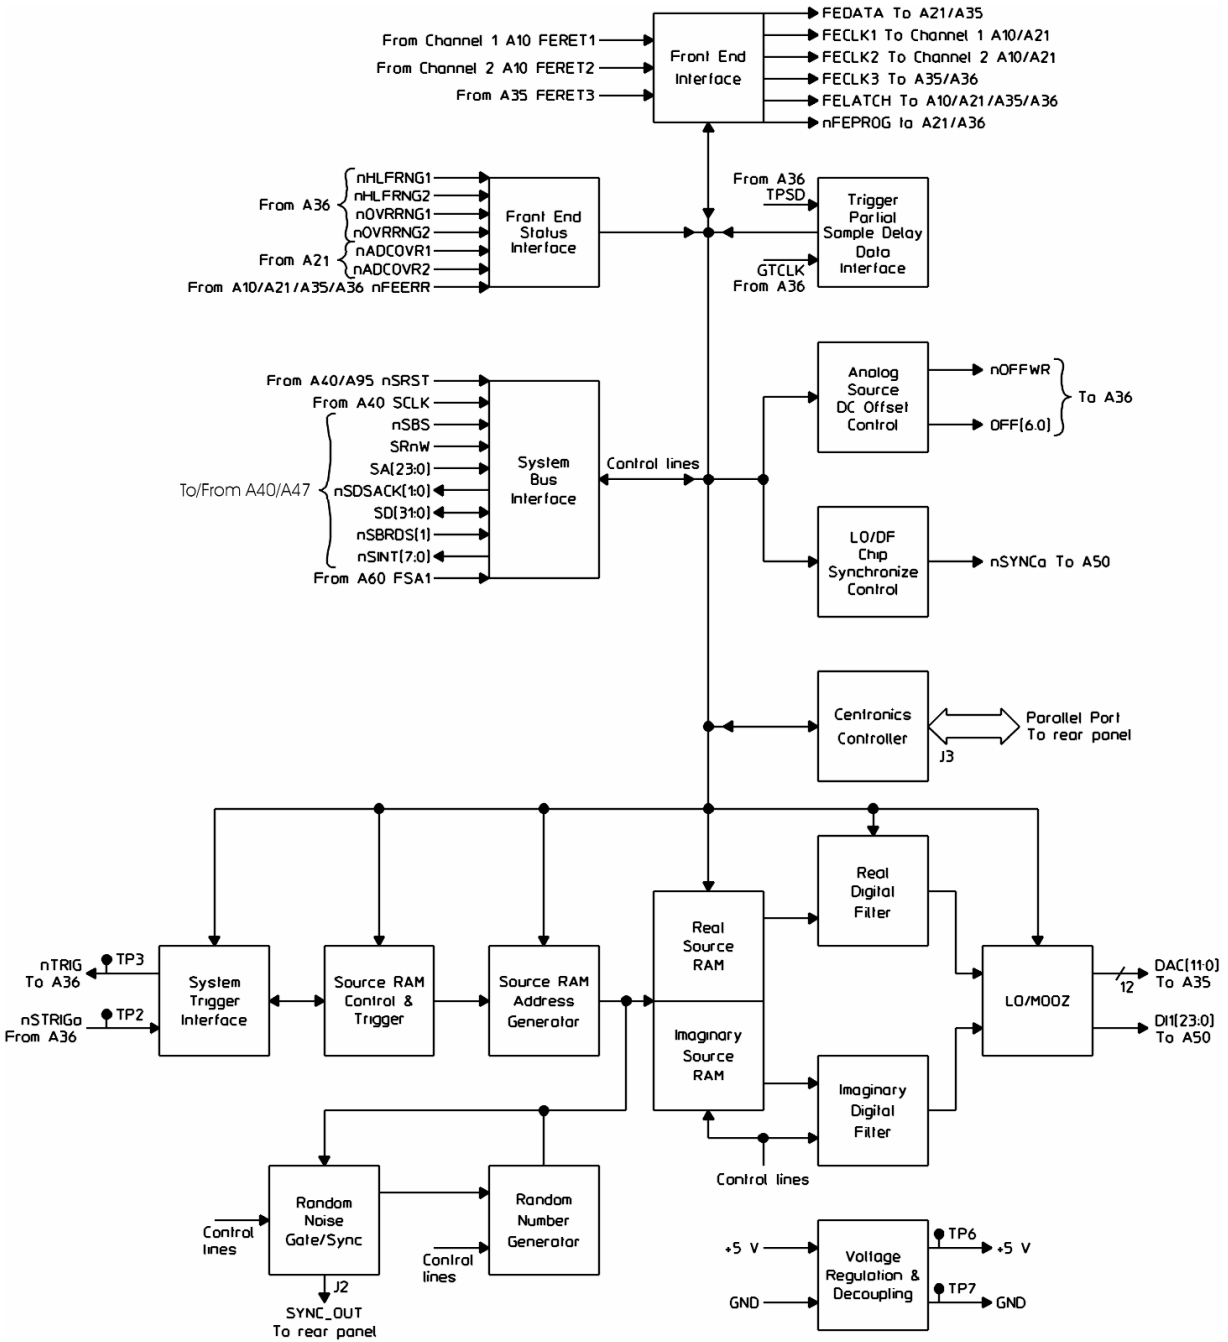 From Channel 1 A10 FERET1
From Channel 2 A10 FERET2
From A35 FERET3
Front End
Interface
FEDATA To A21/A35
FECLK1 To Channel 1 A10/A21
FECLK2 To Channel 2 A10/A21
FECLK3 To A35/A36
FELATCH To A10/A21/A35/A36
nFEPROG to A21/A36
From A36
nHLFRNG1
nHLFRNG2
nOVRRNG1
nOVRRNG2
From A21
nADCOVR1
nADCOVR2
From A10/A21/A35/A36 nFEERR
Front End
Status
Interface
From A36
TPSD
GTCLK
From A36
Trigger
Partial
Sample Delay
Data
Interface
From A40/A95 nSRST
From A40 SCLK
nSBS
SRnW
SA(23:0)
To/From A40/A47
nSDSACK(1:0)
SD(31:0)
nSBRDS(1)
nSINT(7:0)
From A60 FSA1
System
Bus
Interface
Control lines
Analog
Source
DC Offset
Control
nOFFWR
OFF[6.0]
To A36
LO/DF
Chip
Synchronize
Control
nSYNCo To A50
Centronics
Controller
J3
Parallel Port
To rear panel
nTRIG
To A36
TP3
nSTRIGo
From A36
TP2
System
Trigger
Interface
Source RAM
Control &
Trigger
Source RAM
Address
Generator
Real
Source
RAM
Imaginary
Source
RAM
Real
Digital
Filter
Imaginary
Digital
Filter
Control lines
LO/MOOZ
12
DAC[11:0]
To A35
DI1[23:0]
To A50
Control
lines
Random
Noise
Gate/Sync
J2
SYNC_OUT
To rear panel
Control
lines
Random
Number
Generator
+5 V
GND
Voltage
Regulation &
Decoupling
TP6
+5 V
TP7
GND